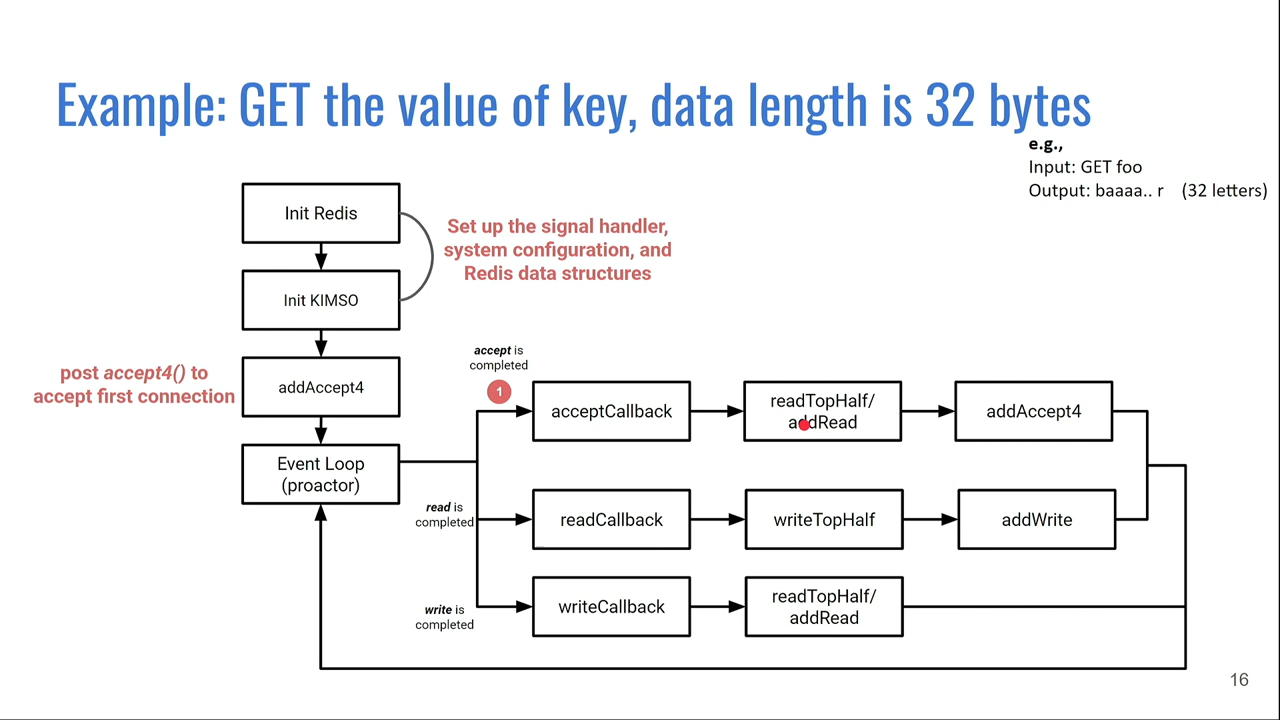 Example: GET the value of key, data length is 32 bytes
e.g.,
Input: GET foo
Output: baaaa.. r (32 letters)
Init Redis
Set up the signal handler,
system configuration, and
Redis data structures
Init KIMSO
post accept4() to
accept first connection
addAccept4
Event Loop
(proactor)
accept is
completed
1
acceptCallback
readTopHalf/
addRead
addAccept4
read is
completed
readCallback
writeTopHalf
addWrite
write is
completed
writeCallback
readTopHalf/
addRead
16